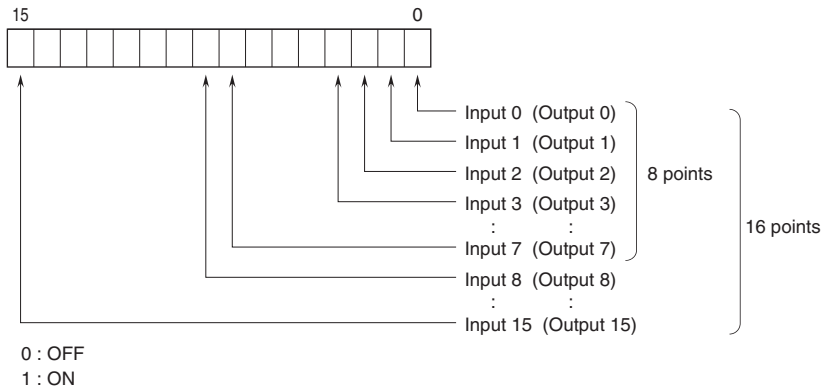 15 0
Input 0 (Output 0)
Input 1 (Output 1)
Input 2 (Output 2)
8 points
Input 3 (Output 3)
: :
16 points
Input 7 (Output 7)
Input 8 (Output 8)
: :
Input 15 (Output 15)
0 : OFF
1 : ON